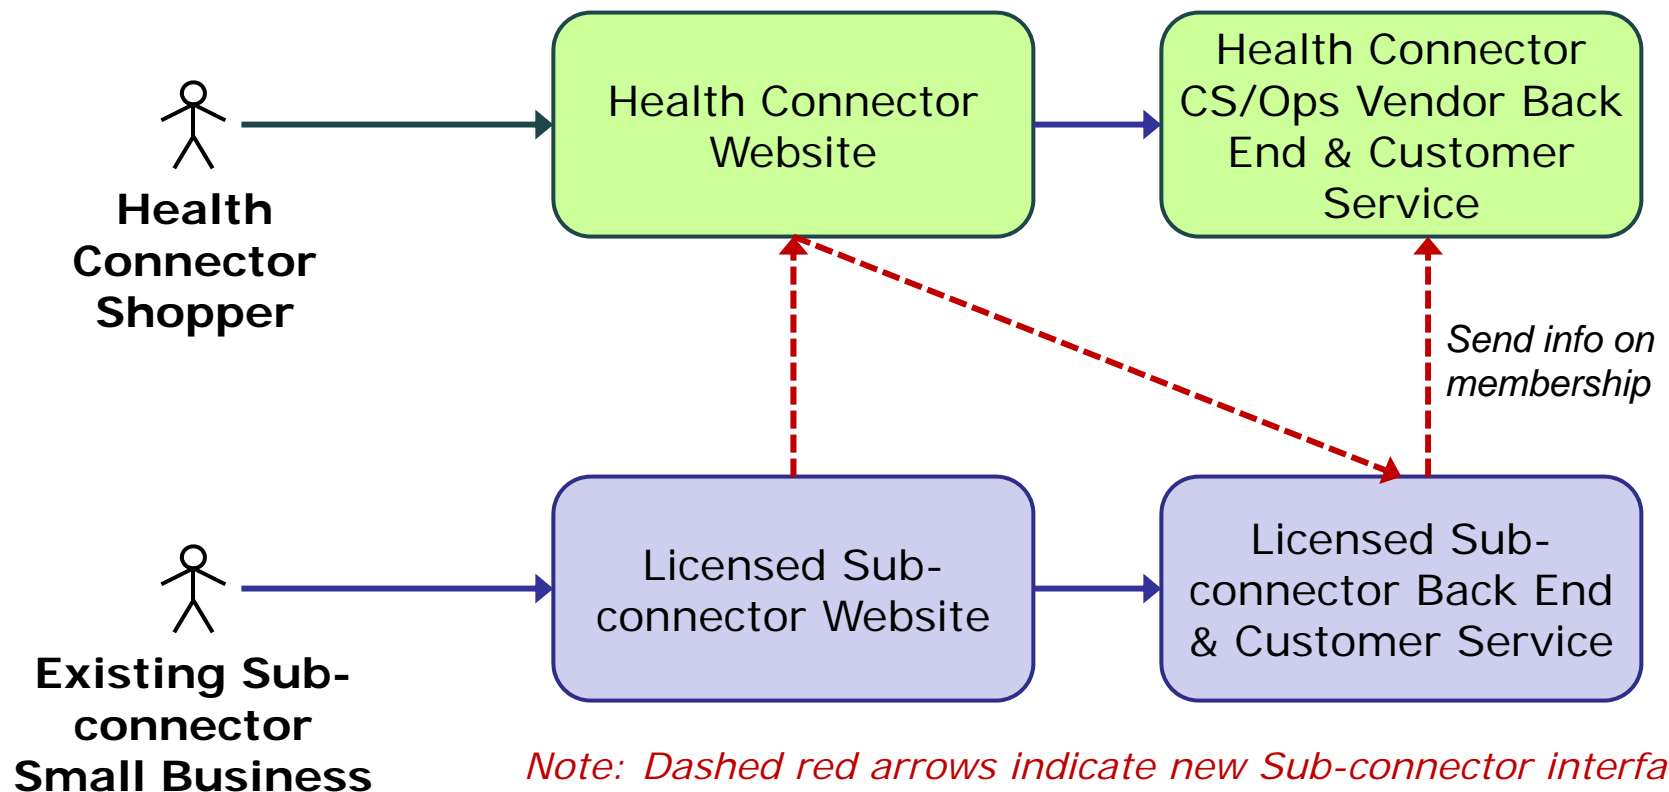 Health Connector
Website
Health Connector
CS/Ops Vendor Back
End & Customer
Service
Health
Connector
Shopper
Send info on
membership
Licensed Sub-
connector Website
Licensed Sub-
connector Back End
& Customer Service
Existing Sub-
connector
Small Business
Note: Dashed red arrows indicate new Sub-connector interfa